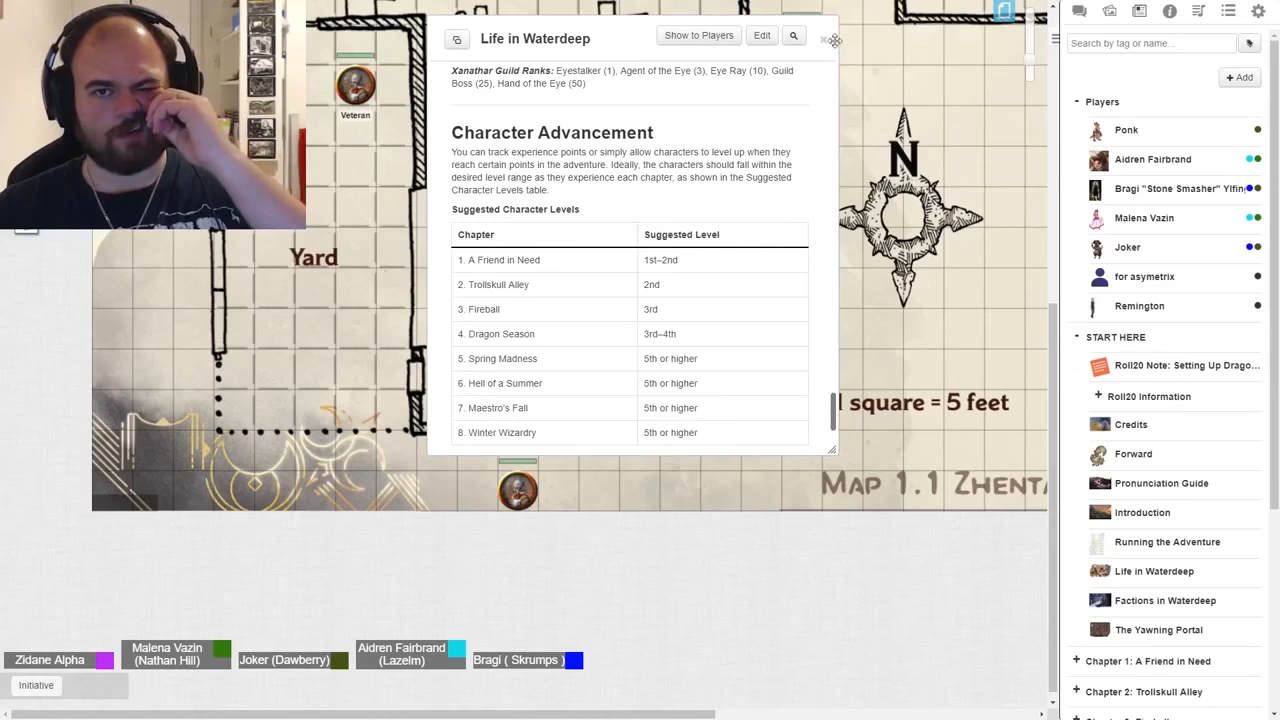 Life in Waterdeep
Show to Players
Edit
Xanathar Guild Ranks: Eyestalker (1), Agent of the Eye (3), Eye Ray (10), Guild
Boss (25), Hand of the Eye (50)
Character Advancement
You can track experience points or simply allow characters to level up when they
reach certain points in the adventure. Ideally, the characters should fall within the
desired level range as they experience each chapter, as shown in the Suggested
Character Levels table.
Suggested Character Levels
Chapter Suggested Level
1. A Friend in Need 1st–2nd
2. Trollskull Alley 2nd
3. Fireball 3rd
4. Dragon Season 3rd–4th
5. Spring Madness 5th or higher
6. Hell of a Summer 5th or higher
7. Maestro's Fall 5th or higher
8. Winter Wizardry 5th or higher
Veteran
Yard
N
1 square = 5 feet
Map 1.1 Zhenta
Zidane Alpha
Malena Vazin
(Nathan Hill)
Joker (Dawberry)
Aidren Fairbrand
(Lazelm)
Bragi ( Skrumps )
Initiative
Search by tag or name...
+ Add
Players
Ponk
Aidren Fairbrand
Bragi "Stone Smasher" Ylfin
Malena Vazin
Joker
for asymetrix
Remington
START HERE
Roll20 Note: Setting Up Drago...
Roll20 Information
Credits
Forward
Pronunciation Guide
Introduction
Running the Adventure
Life in Waterdeep
Factions in Waterdeep
The Yawning Portal
Chapter 1: A Friend in Need
Chapter 2: Trollskull Alley